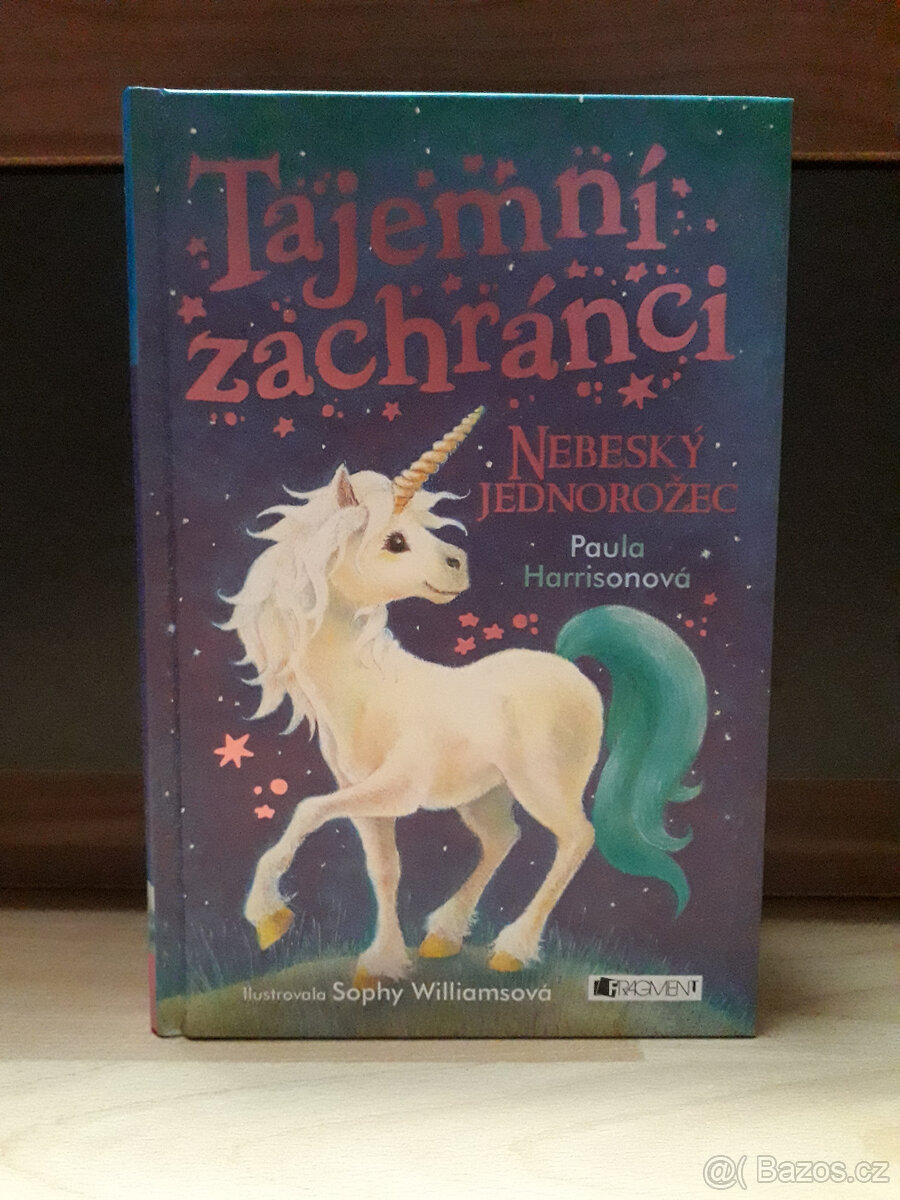 Tajemní
zachránci
NEBESKÝ
JEDNOROŽEC
Paula
Harrisonová
Ilustrovala Sophy Williamsová
FRAGMENT
@( Bazos.cz